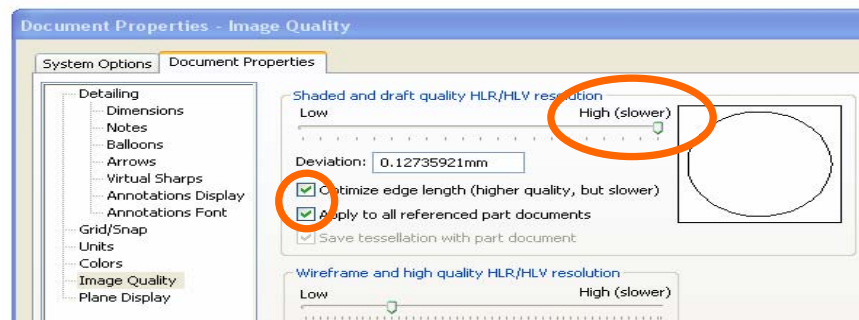 Document Properties - Image Quality
System Options
Document Properties
Detailing
Dimensions
Notes
Balloons
Arrows
Virtual Sharps
Annotations Display
Annotations Font
Grid/Snap
Units
Colors
Image Quality
Plane Display
Shaded and draft quality HLR/HLV resolution
Low High (slower)
Deviation: 0.12735921mm
Optimize edge length (higher quality, but slower)
Apply to all referenced part documents
Save tessellation with part document
Wireframe and high quality HLR/HLV resolution
Low High (slower)